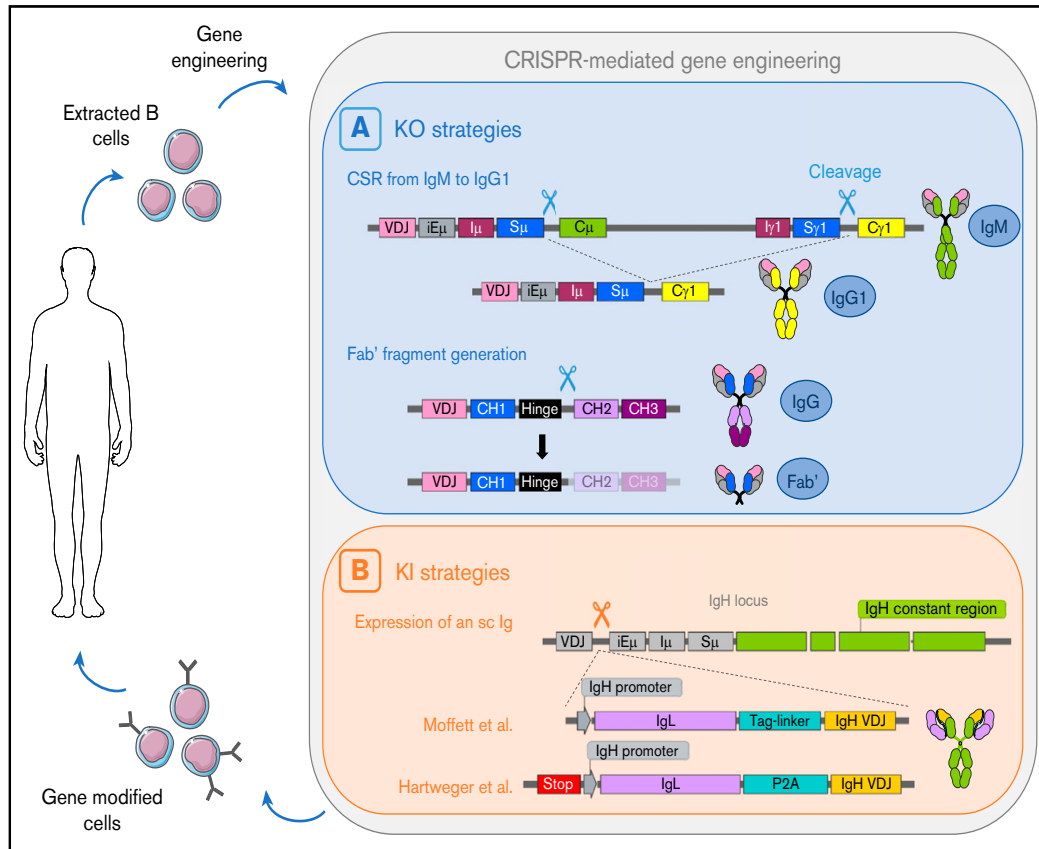 Gene
engineering
Extracted B
cells
CRISPR-mediated gene engineering
A KO strategies
CSR from IgM to IgG1
Cleavage
VDJ iEμ Iμ Sμ Cμ Iγ1 Sγ1 Cγ1
IgM
VDJ iEμ Iμ Sμ Cγ1
IgG1
Fab' fragment generation
VDJ CH1 Hinge CH2 CH3
IgG
VDJ CH1 Hinge CH2 CH3
Fab'
B KI strategies
Expression of an sc Ig
IgH locus
IgH constant region
VDJ iEμ Iμ Sμ
IgH promoter
Moffett et al.
IgL Tag-linker IgH VDJ
IgH promoter
Hartweger et al.
Stop IgL P2A IgH VDJ
Gene modified
cells